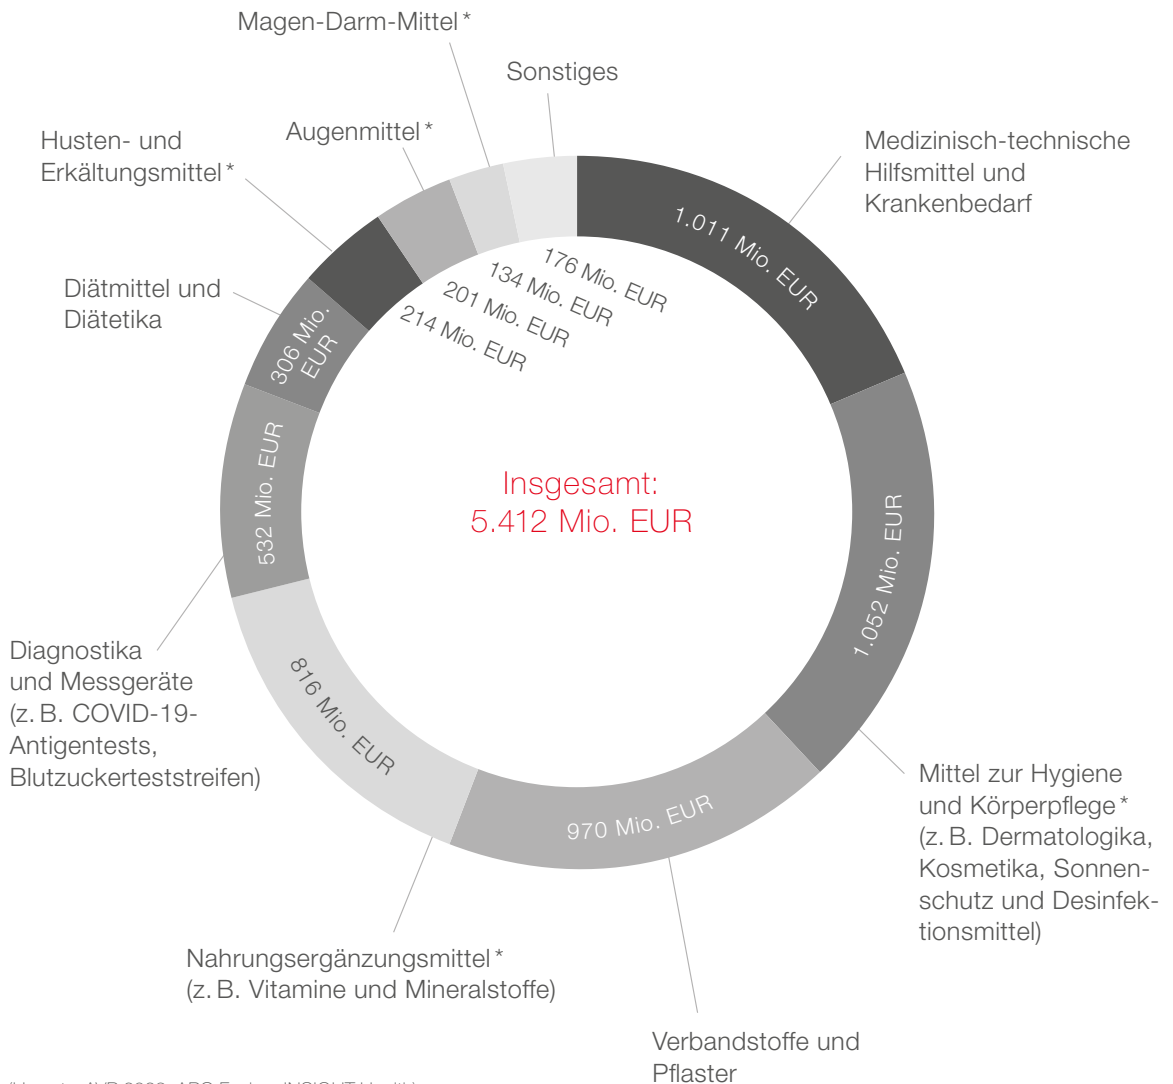 Magen-Darm-Mittel*
Sonstiges
Augenmittel*
Husten- und
Erkältungsmittel*
Medizinisch-technische
Hilfsmittel und
Krankenbedarf
Diätmittel und
Diätetika
1.011 Mio. EUR
176 Mio. EUR
134 Mio. EUR
201 Mio. EUR
214 Mio. EUR
306 Mio.
EUR
532 Mio. EUR
Insgesamt:
5.412 Mio. EUR
1.052 Mio. EUR
816 Mio. EUR
970 Mio. EUR
Diagnostika
und Messgeräte
(z. B. COVID-19-
Antigentests,
Blutzuckerteststreifen)
Mittel zur Hygiene
und Körperpflege*
(z. B. Dermatologika,
Kosmetika, Sonnen-
schutz und Desinfek-
tionsmittel)
Nahrungsergänzungsmittel*
(z. B. Vitamine und Mineralstoffe)
Verbandstoffe und
Pflaster